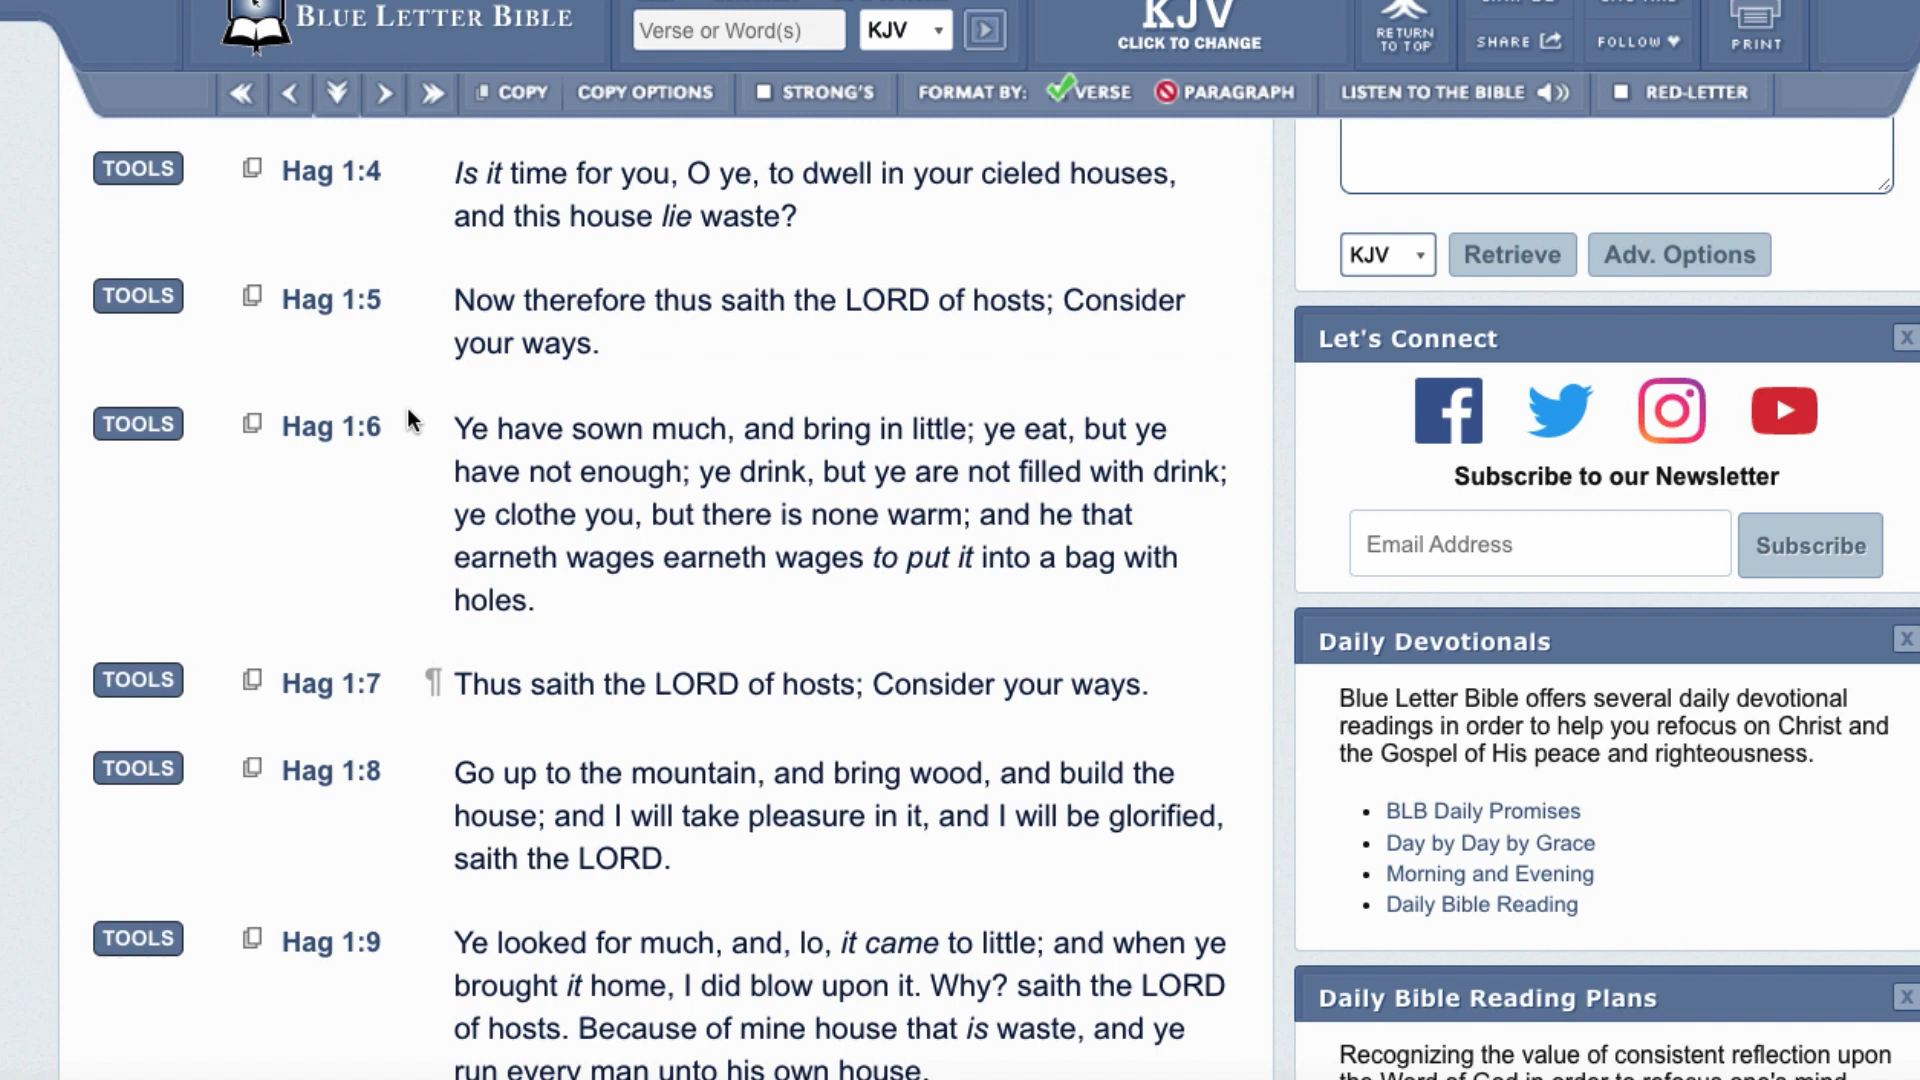 BLUE LETTER BIBLE
Verse or Word(s)
KJV
KJV
CLICK TO CHANGE
RETURN
TO TOP
SHARE
FOLLOW
PRINT
COPY
COPY OPTIONS
STRONG'S
FORMAT BY:
VERSE
PARAGRAPH
LISTEN TO THE BIBLE
RED-LETTER
TOOLS
Hag 1:4
Is it time for you, O ye, to dwell in your cieled houses,
and this house lie waste?
TOOLS
Hag 1:5
Now therefore thus saith the LORD of hosts; Consider
your ways.
TOOLS
Hag 1:6
Ye have sown much, and bring in little; ye eat, but ye
have not enough; ye drink, but ye are not filled with drink;
ye clothe you, but there is none warm; and he that
earneth wages earneth wages to put it into a bag with
holes.
TOOLS
Hag 1:7
¶ Thus saith the LORD of hosts; Consider your ways.
TOOLS
Hag 1:8
Go up to the mountain, and bring wood, and build the
house; and I will take pleasure in it, and I will be glorified,
saith the LORD.
TOOLS
Hag 1:9
Ye looked for much, and, lo, it came to little; and when ye
brought it home, I did blow upon it. Why? saith the LORD
of hosts. Because of mine house that is waste, and ye
run every man unto his own house.
KJV
Retrieve
Adv. Options
Let's Connect
X
Subscribe to our Newsletter
Email Address
Subscribe
Daily Devotionals
X
Blue Letter Bible offers several daily devotional
readings in order to help you refocus on Christ and
the Gospel of His peace and righteousness.
• BLB Daily Promises
• Day by Day by Grace
• Morning and Evening
• Daily Bible Reading
Daily Bible Reading Plans
X
Recognizing the value of consistent reflection upon
the Word of God in order to refocus one's mind